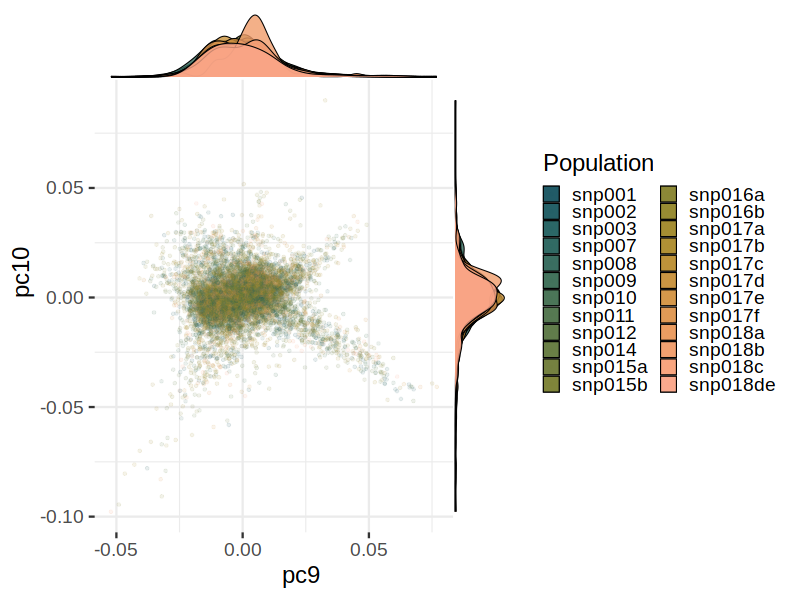 0.05
0.00
-0.05
-0.10
pc10
-0.05 0.00 0.05
pc9
Population
snp001 snp016a
snp002 snp016b
snp003 snp017a
snp007 snp017b
snp008 snp017c
snp009 snp017d
snp010 snp017e
snp011 snp017f
snp012 snp018a
snp014 snp018b
snp015a snp018c
snp015b snp018de